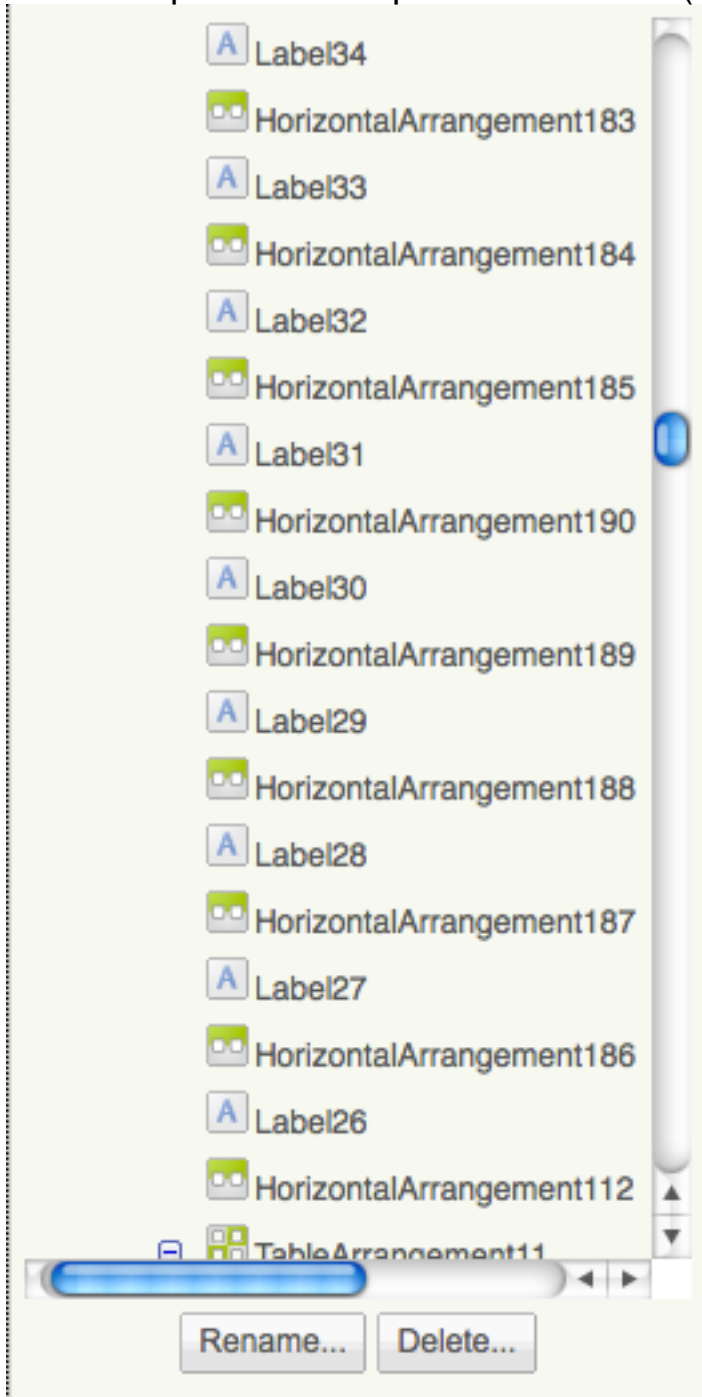 Label34
HorizontalArrangement183
Label33
HorizontalArrangement184
Label32
HorizontalArrangement185
Label31
HorizontalArrangement190
Label30
HorizontalArrangement189
Label29
HorizontalArrangement188
Label28
HorizontalArrangement187
Label27
HorizontalArrangement186
Label26
HorizontalArrangement112
TableArrangement11
Rename... Delete...